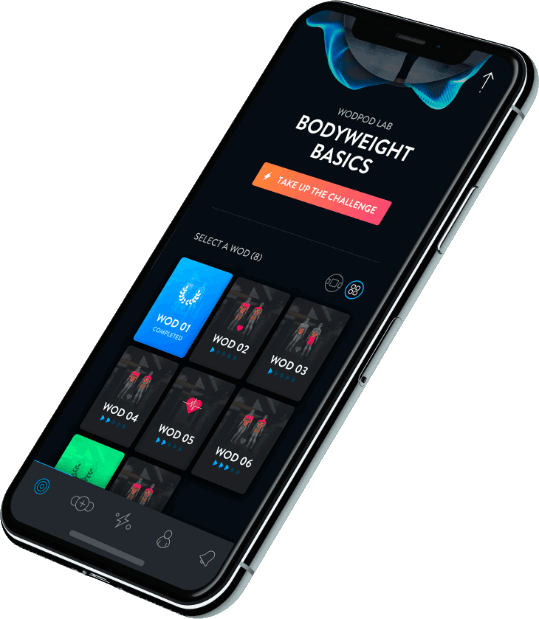 WODPOD LAB
BODYWEIGHT
BASICS
TAKE UP THE CHALLENGE
SELECT A WOD (8)
WOD 01
COMPLETED
WOD 02
WOD 03
WOD 04
WOD 05
WOD 06